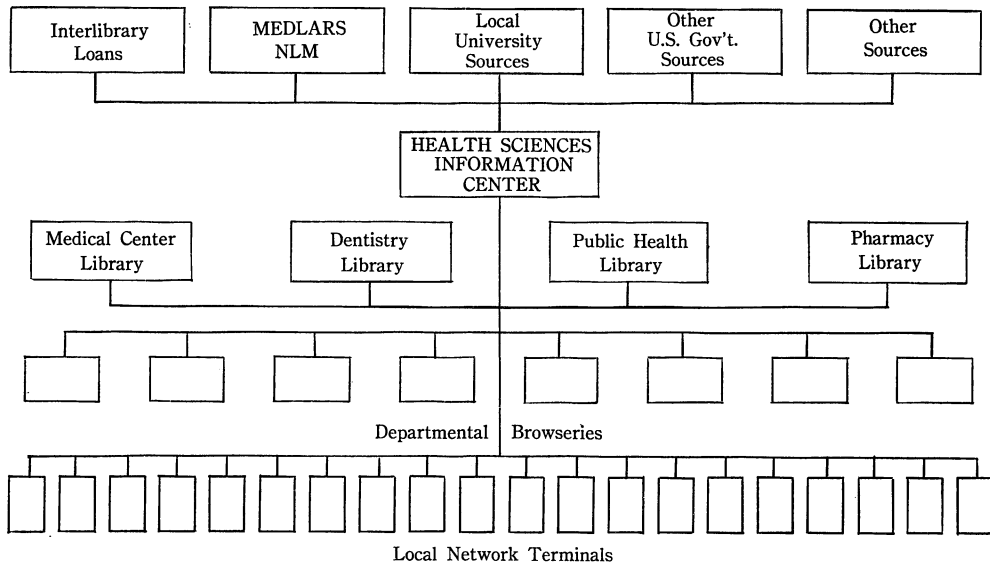 Interlibrary
Loans
MEDLARS
NLM
Local
University
Sources
Other
U.S. Gov't.
Sources
Other
Sources
HEALTH SCIENCES
INFORMATION
CENTER
Medical Center
Library
Dentistry
Library
Public Health
Library
Pharmacy
Library
Departmental Browseries
Local Network Terminals